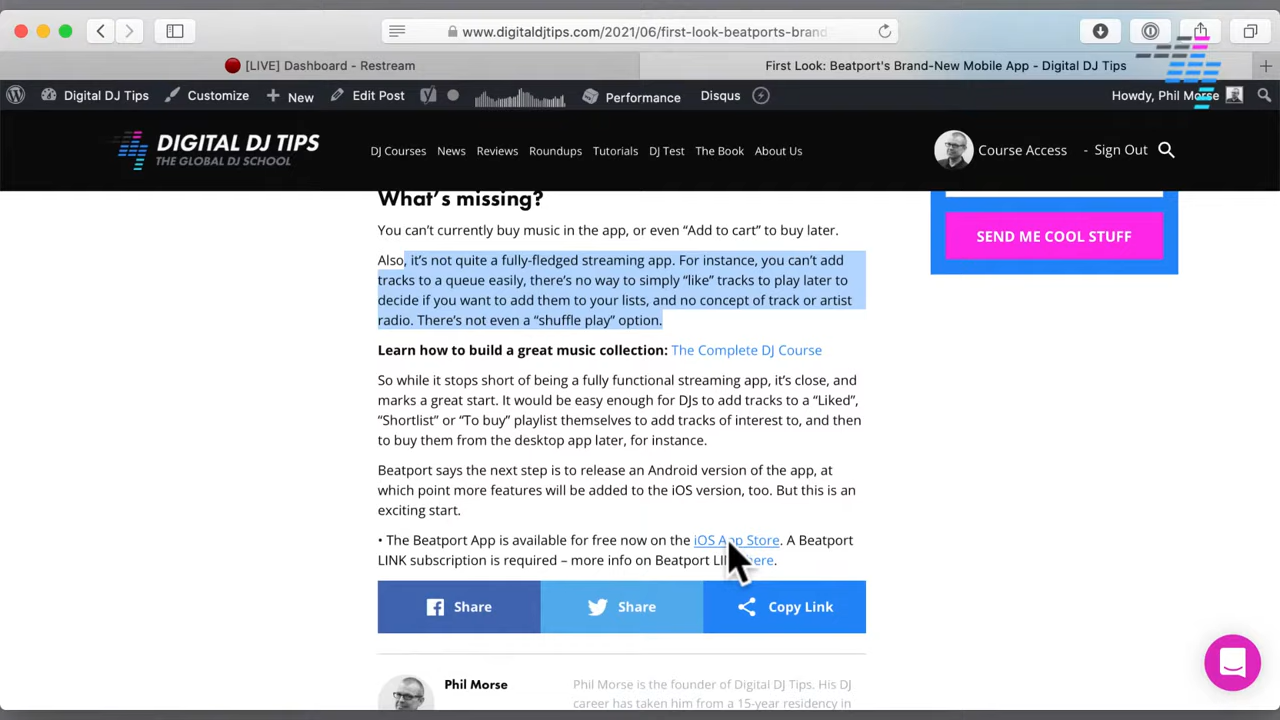 www.digitaldjtips.com/2021/06/first-look-beatports-brand
[LIVE] Dashboard - Restream
First Look: Beatport's Brand-New Mobile App - Digital DJ Tips
Digital DJ Tips
Customize
New
Edit Post
Performance
Disqus
Howdy, Phil Morse
DIGITAL DJ TIPS
THE GLOBAL DJ SCHOOL
DJ Courses
News
Reviews
Roundups
Tutorials
DJ Test
The Book
About Us
Course Access
- Sign Out
What's missing?
You can't currently buy music in the app, or even “Add to cart” to buy later.
Also, it's not quite a fully-fledged streaming app. For instance, you can't add
tracks to a queue easily, there's no way to simply “like” tracks to play later to
decide if you want to add them to your lists, and no concept of track or artist
radio. There's not even a “shuffle play” option.
Learn how to build a great music collection: The Complete DJ Course
So while it stops short of being a fully functional streaming app, it's close, and
marks a great start. It would be easy enough for DJs to add tracks to a “Liked”,
“Shortlist” or “To buy” playlist themselves to add tracks of interest to, and then
to buy them from the desktop app later, for instance.
Beatport says the next step is to release an Android version of the app, at
which point more features will be added to the iOS version, too. But this is an
exciting start.
• The Beatport App is available for free now on the iOS App Store. A Beatport
LINK subscription is required – more info on Beatport here.
Share
Share
Copy Link
SEND ME COOL STUFF
Phil Morse
Phil Morse is the founder of Digital DJ Tips. His DJ
career has taken him from a 15-year residency in